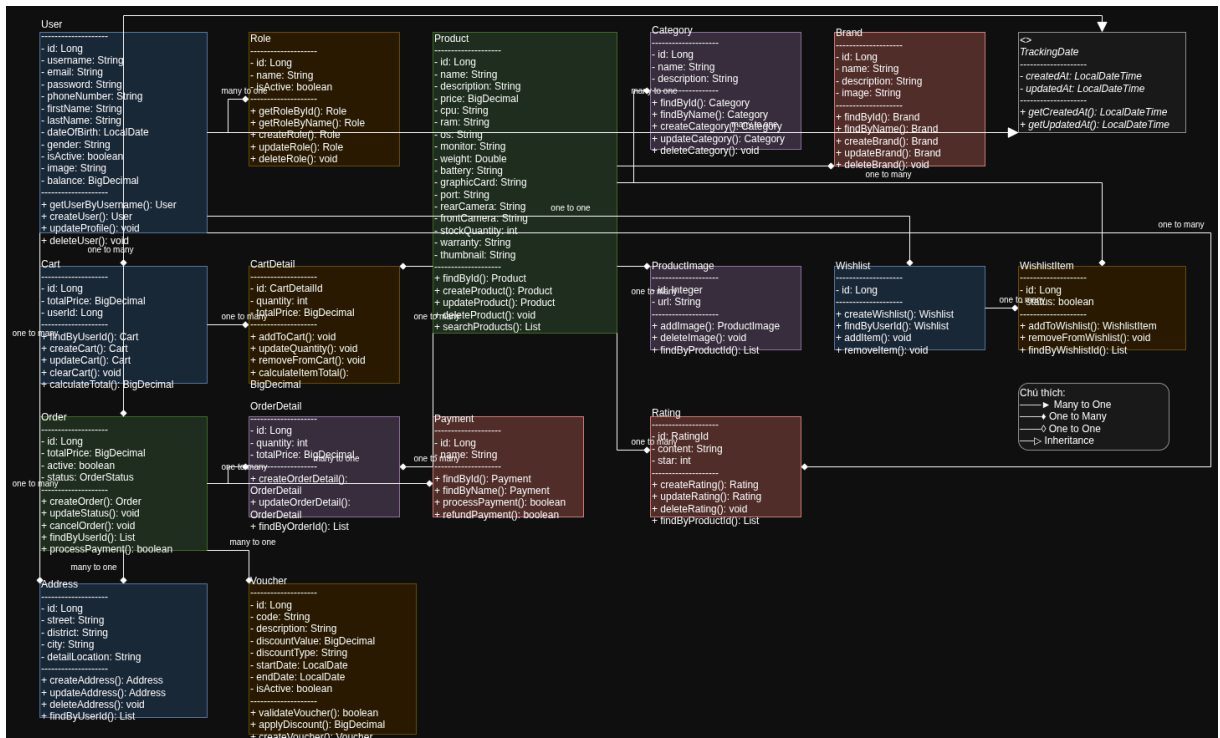 User
--------------------
- id: Long
- username: String
- email: String
- password: String
- phoneNumber: String
- firstName: String
- lastName: String
- dateOfBirth: LocalDate
- gender: String
- isActive: boolean
- image: String
- balance: BigDecimal
--------------------
+ getUserByUsername(): User
+ createUser(): User
+ updateProfile(): void
+ deleteUser(): void
Role
--------------------
- id: Long
- name: String
- isActive: boolean
--------------------
+ getRoleById(): Role
+ getRoleByName(): Role
+ createRole(): Role
+ updateRole(): Role
+ deleteRole(): void
many to one
Product
--------------------
- id: Long
- name: String
- description: String
- price: BigDecimal
- cpu: String
- ram: String
- os: String
- monitor: String
- weight: Double
- battery: String
- graphicCard: String
- port: String
- rearCamera: String
- frontCamera: String
- stockQuantity: int
- warranty: String
- thumbnail: String
--------------------
+ findById(): Product
+ createProduct(): Product
+ updateProduct(): Product
+ deleteProduct(): void
+ searchProducts(): List
Category
--------------------
- id: Long
- name: String
- description: String
--------------------
+ findById(): Category
+ findByName(): Category
+ createCategory(): Category
+ updateCategory(): Category
+ deleteCategory(): void
many to one
many to one
Brand
--------------------
- id: Long
- name: String
- description: String
- image: String
--------------------
+ findById(): Brand
+ findByName(): Brand
+ createBrand(): Brand
+ updateBrand(): Brand
+ deleteBrand(): void
one to many
<>
TrackingDate
--------------------
- createdAt: LocalDateTime
- updatedAt: LocalDateTime
--------------------
+ getCreatedAt(): LocalDateTime
+ getUpdatedAt(): LocalDateTime
one to one
one to many
one to many
Cart
--------------------
- id: Long
- totalPrice: BigDecimal
- userId: Long
--------------------
+ findByUserId(): Cart
+ createCart(): Cart
+ updateCart(): Cart
+ clearCart(): void
+ calculateTotal(): BigDecimal
one to many
CartDetail
--------------------
- id: CartDetailId
- quantity: int
- totalPrice: BigDecimal
--------------------
+ addToCart(): void
+ updateQuantity(): void
+ removeFromCart(): void
+ calculateItemTotal():
BigDecimal
one to many
one to many
ProductImage
--------------------
- id: Integer
- url: String
--------------------
+ addImage(): ProductImage
+ deleteImage(): void
+ findByProductId(): List
many to one
Wishlist
--------------------
- id: Long
--------------------
+ createWishlist(): Wishlist
+ findByUserId(): Wishlist
+ addItem(): void
+ removeItem(): void
WishlistItem
--------------------
- id: Long
- status: boolean
--------------------
+ addToWishlist(): WishlistItem
+ removeFromWishlist(): void
+ findByWishlistId(): List
one to many
Chú thích:
Many to One
One to Many
One to One
Inheritance
Order
--------------------
- id: Long
- totalPrice: BigDecimal
- active: boolean
- status: OrderStatus
--------------------
+ createOrder(): Order
+ updateStatus(): void
+ cancelOrder(): void
+ findByUserId(): List
+ processPayment(): boolean
one to many
OrderDetail
--------------------
- id: Long
- quantity: int
- totalPrice: BigDecimal
--------------------
+ createOrderDetail():
OrderDetail
+ updateOrderDetail():
OrderDetail
+ findByOrderId(): List
one to many
many to one
Payment
--------------------
- id: Long
- name: String
--------------------
+ findById(): Payment
+ findByName(): Payment
+ processPayment(): boolean
+ refundPayment(): boolean
one to many
Rating
--------------------
- id: RatingId
- content: String
- star: int
--------------------
+ createRating(): Rating
+ updateRating(): Rating
+ deleteRating(): void
+ findByProductId(): List
one to many
many to one
many to one
Address
--------------------
- id: Long
- street: String
- district: String
- city: String
- detailLocation: String
--------------------
+ createAddress(): Address
+ updateAddress(): Address
+ deleteAddress(): void
+ findByUserId(): List
Voucher
--------------------
- id: Long
- code: String
- description: String
- discountValue: BigDecimal
- discountType: String
- startDate: LocalDate
- endDate: LocalDate
- isActive: boolean
--------------------
+ validateVoucher(): boolean
+ applyDiscount(): BigDecimal
+ createVoucher(): Voucher